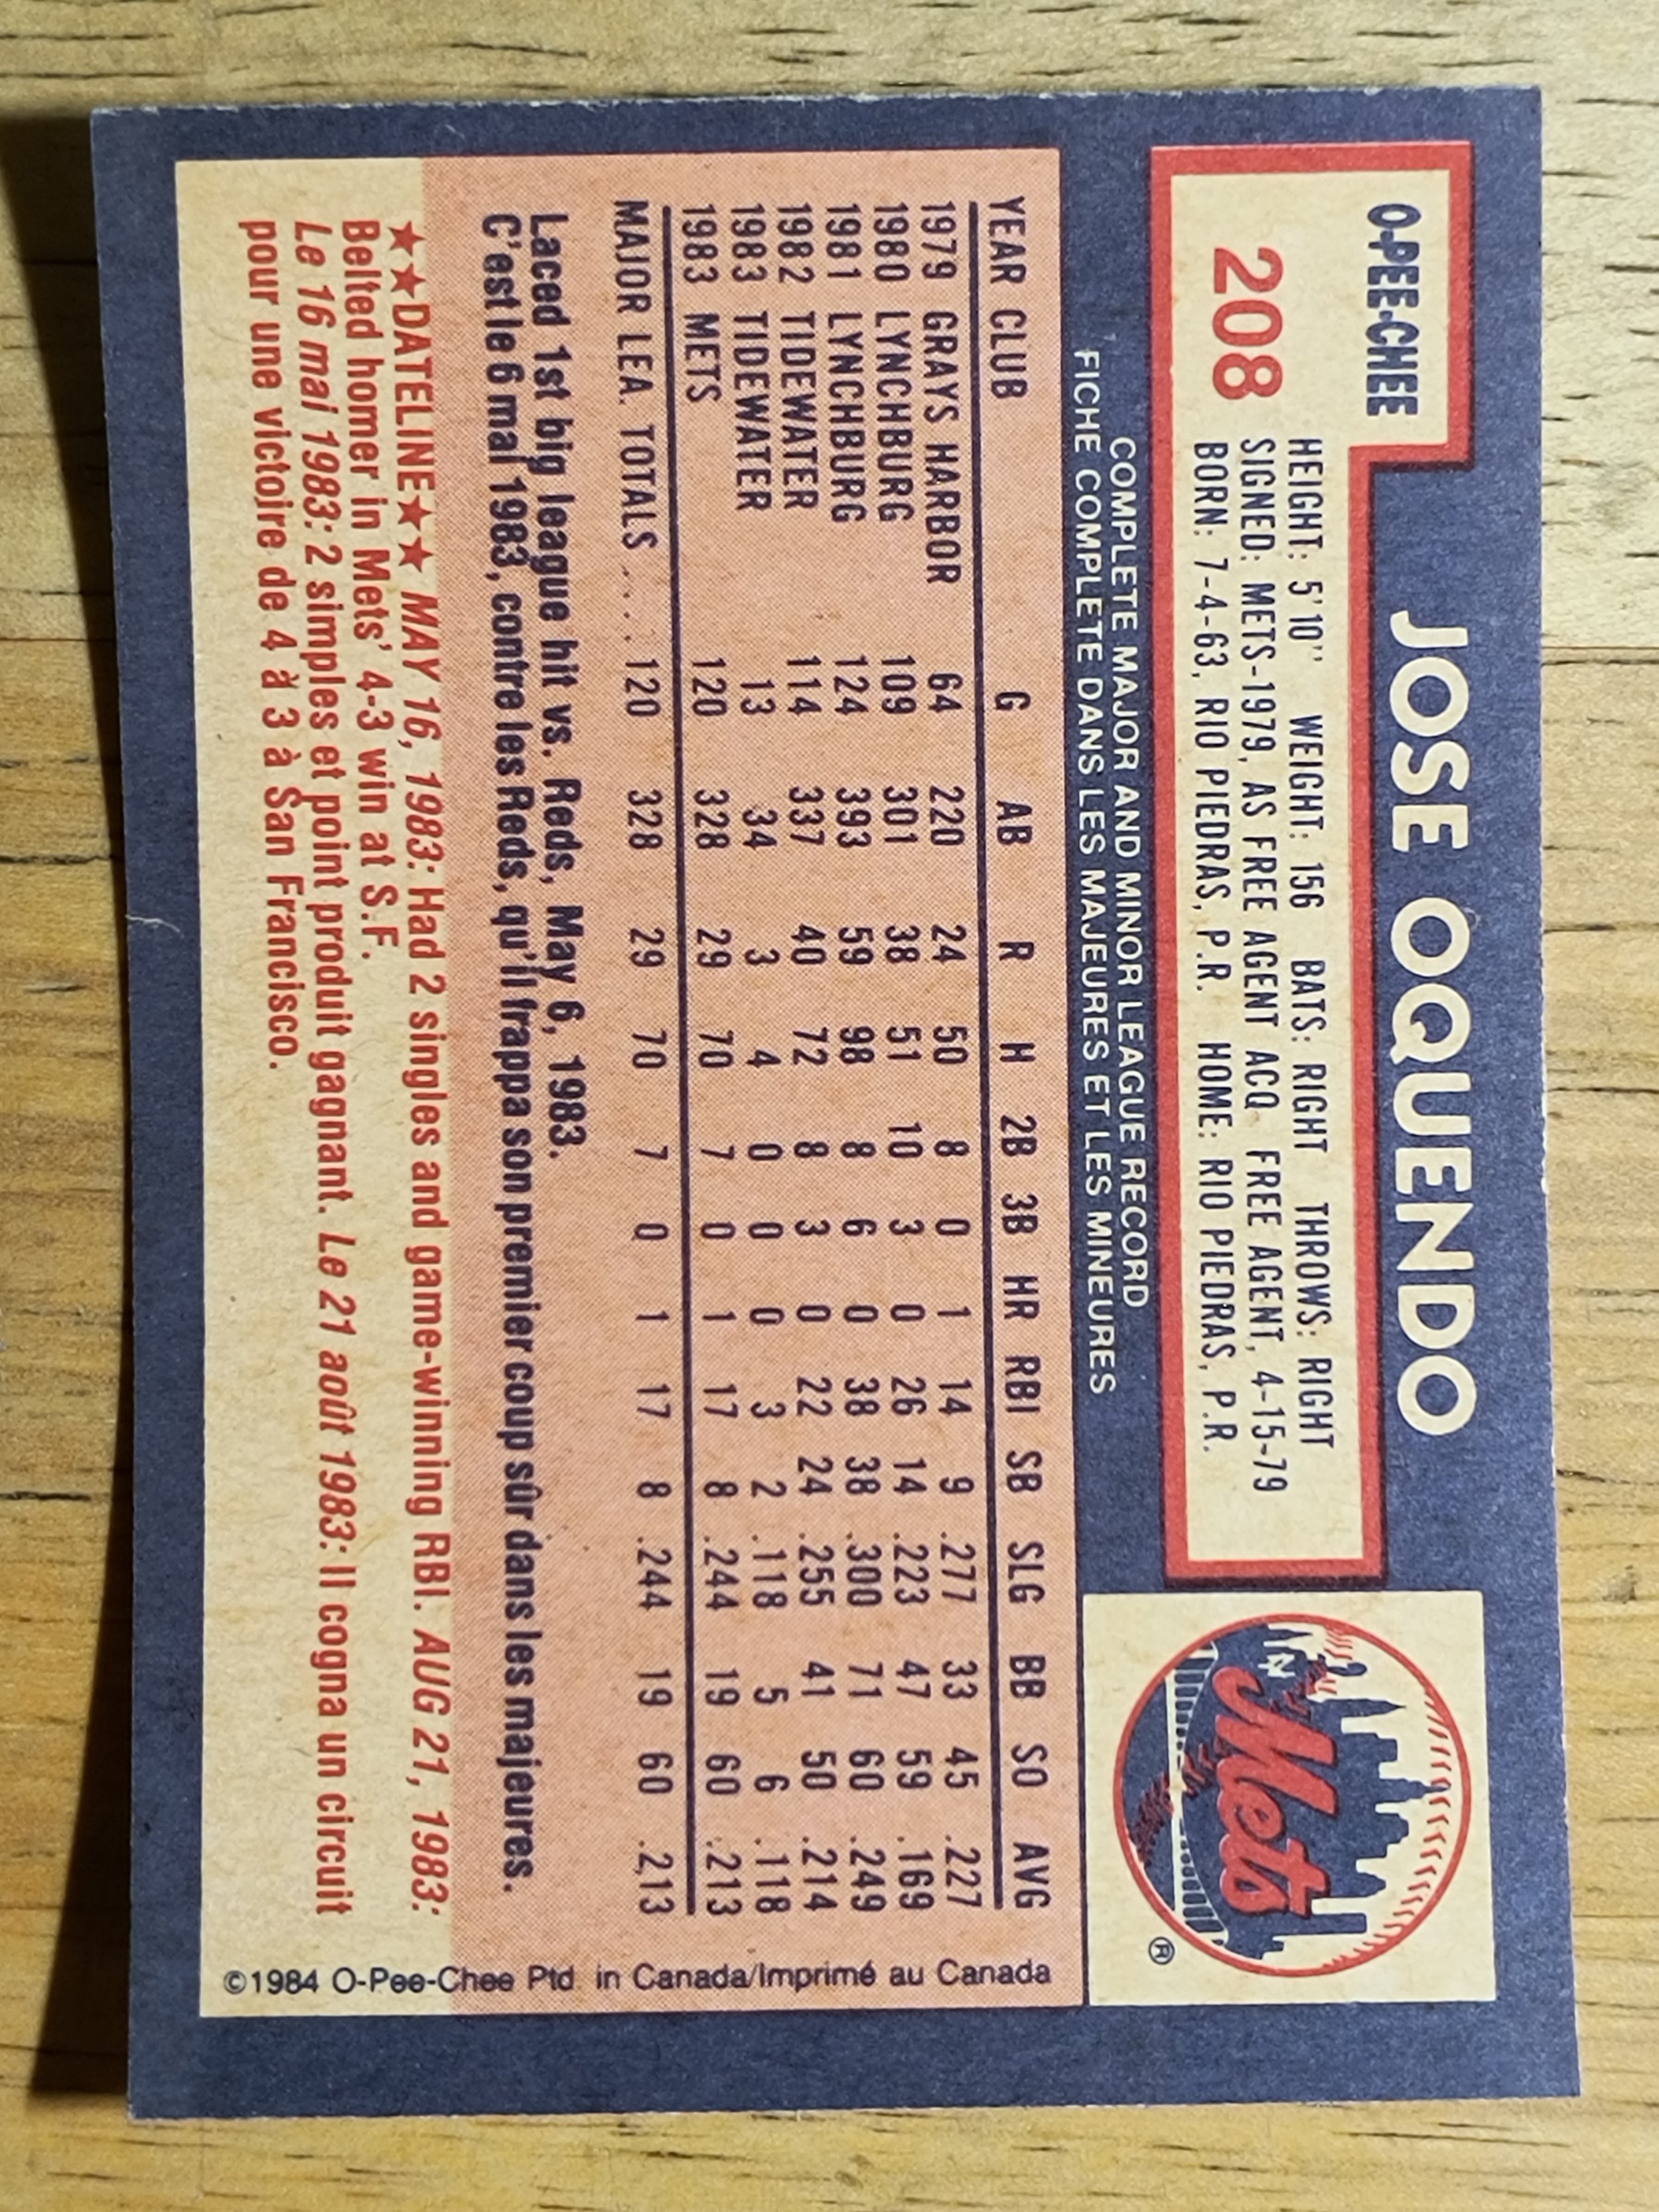 O-PEE-CHEE
JOSE OQUENDO
208
HEIGHT: 5'10" WEIGHT: 156 BATS: RIGHT THROWS: RIGHT
SIGNED: METS-1979, AS FREE AGENT ACQ FREE AGENT, 4-15-79
BORN: 7-4-63, RIO PIEDRAS, P.R. HOME: RIO PIEDRAS, P.R.
Mets
NY
®
COMPLETE MAJOR AND MINOR LEAGUE RECORD
FICHE COMPLETE DANS LES MAJEURES ET LES MINEURES
YEAR CLUB G AB R H 2B 3B HR RBI SB SLG BB SO AVG
1979 GRAYS HARBOR 64 220 24 50 8 0 1 14 9 .277 33 45 .227
1980 LYNCHBURG 109 301 38 51 10 3 0 26 14 .223 47 59 .169
1981 LYNCHBURG 124 393 59 98 8 6 0 38 38 .300 71 60 .249
1982 TIDEWATER 114 337 40 72 8 3 0 22 24 .255 41 50 .214
1983 TIDEWATER 13 34 3 4 0 0 0 3 2 .118 5 6 .118
1983 METS 120 328 29 70 7 0 1 17 8 .244 19 60 .213
MAJOR LEA. TOTALS .... 120 328 29 70 7 0 1 17 8 .244 19 60 .213
Laced 1st big league hit vs. Reds, May 6, 1983.
C'est le 6 mai 1983, contre les Reds, qu'il frappa son premier coup sûr dans les majeures.
★★DATELINE★★ MAY 16, 1983: Had 2 singles and game-winning RBI. AUG 21, 1983:
Belted homer in Mets' 4-3 win at S.F.
Le 16 mai 1983: 2 simples et point produit gagnant. Le 21 août 1983: Il cogna un circuit
pour une victoire de 4 à 3 à San Francisco.
©1984 O-Pee-Chee Ptd in Canada/Imprimé au Canada